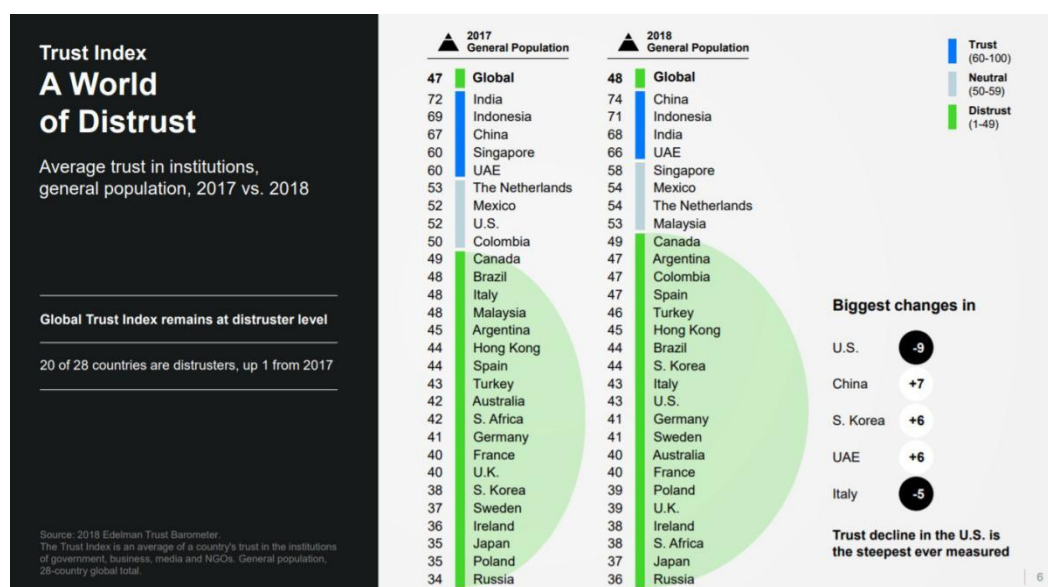 Trust Index
A World
of Distrust
Average trust in institutions,
general population, 2017 vs. 2018
Global Trust Index remains at distruster level
20 of 28 countries are distrusters, up 1 from 2017
Source: 2018 Edelman Trust Barometer.
The Trust Index is an average of a country's trust in the institutions
of government, business, media and NGOs. General population,
28-country global total.
2017
General Population
47 Global
72 India
69 Indonesia
67 China
60 Singapore
60 UAE
53 The Netherlands
52 Mexico
52 U.S.
50 Colombia
49 Canada
48 Brazil
48 Italy
48 Malaysia
45 Argentina
44 Hong Kong
44 Spain
43 Turkey
42 Australia
42 S. Africa
41 Germany
40 France
40 U.K.
38 S. Korea
37 Sweden
36 Ireland
35 Japan
35 Poland
34 Russia
2018
General Population
48 Global
74 China
71 Indonesia
68 India
66 UAE
58 Singapore
54 Mexico
54 The Netherlands
53 Malaysia
49 Canada
47 Argentina
47 Colombia
47 Spain
46 Turkey
45 Hong Kong
44 Brazil
44 S. Korea
43 Italy
43 U.S.
41 Germany
41 Sweden
40 Australia
40 France
39 Poland
39 U.K.
38 Ireland
38 S. Africa
37 Japan
36 Russia
Trust
(60-100)
Neutral
(50-59)
Distrust
(1-49)
Biggest changes in
U.S. -9
China +7
S. Korea +6
UAE +6
Italy -5
Trust decline in the U.S. is
the steepest ever measured
6